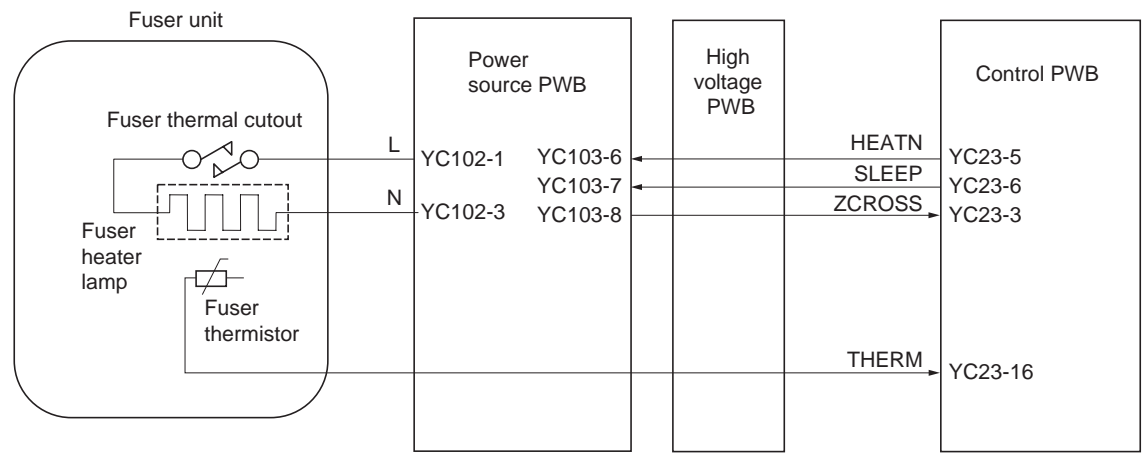 Fuser unit
Power
source PWB
High
voltage
PWB
Control PWB
Fuser thermal cutout
L
YC102-1
YC103-6
HEATN
YC23-5
YC103-7
SLEEP
YC23-6
N
YC102-3
YC103-8
ZCROSS
YC23-3
Fuser
heater
lamp
Fuser
thermistor
THERM
YC23-16